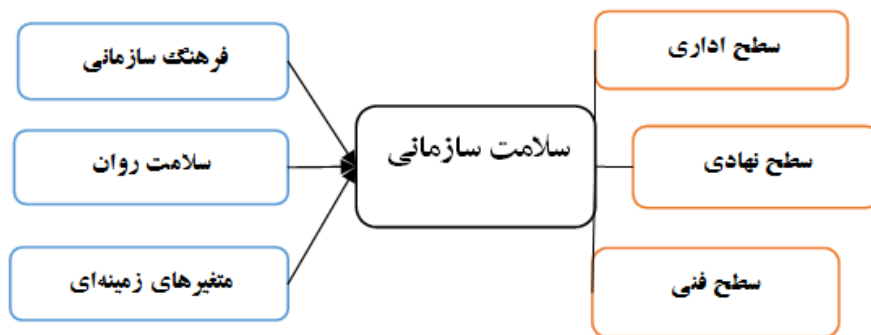 سطح اداری
فرهنگ سازمانی
سلامت سازمانی
سطح نهادی
سلامت روان
سطح فنی
متغیرهای زمینه‌ای